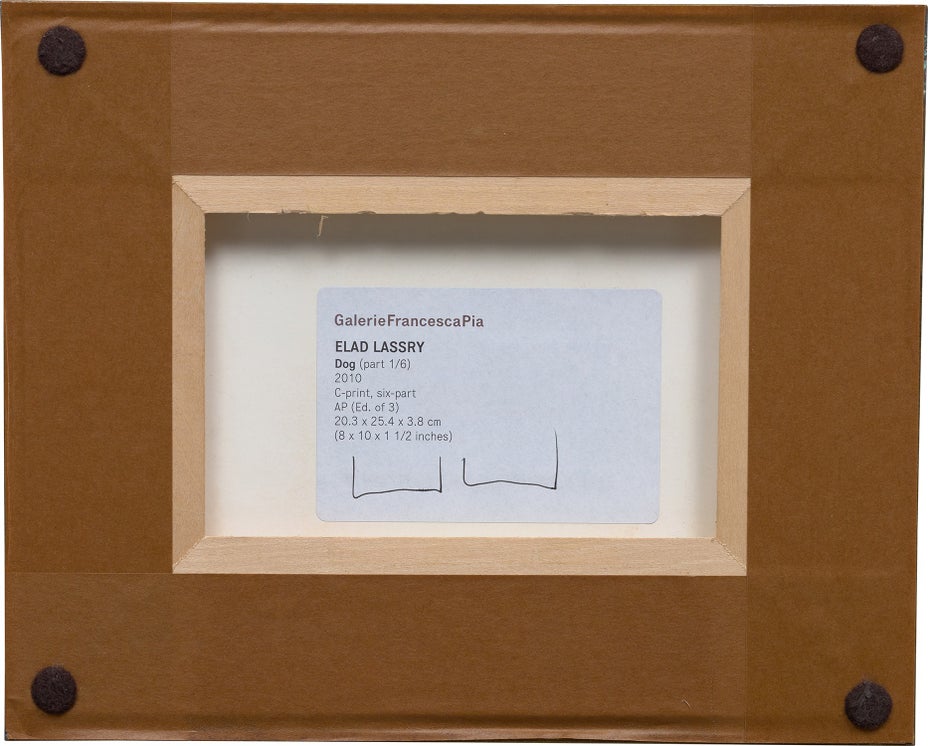 GalerieFrancescaPia
ELAD LASSRY
Dog (part 1/6)
2010
C-print, six-part
AP (Ed. of 3)
20.3 x 25.4 x 3.8 cm
(8 x 10 x 1 1/2 inches)